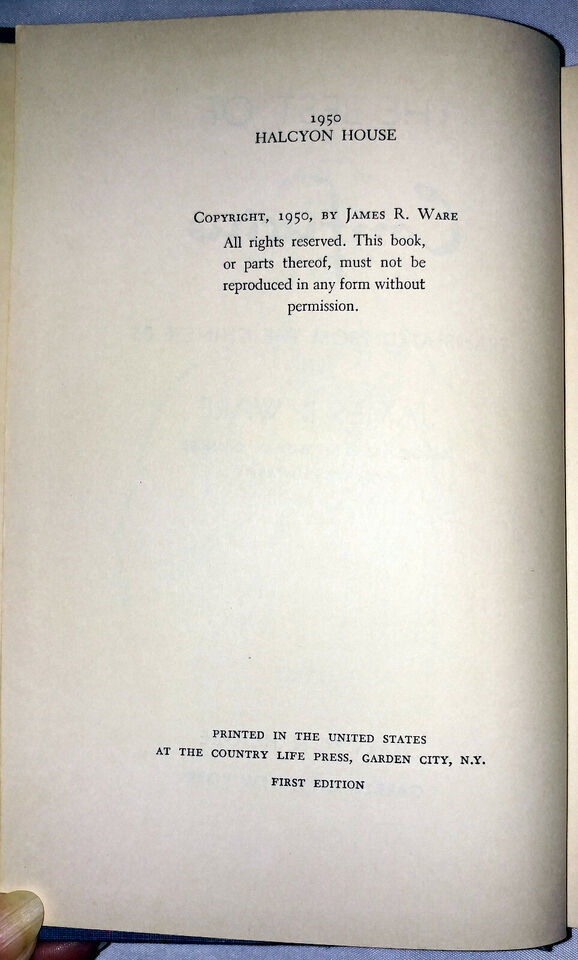 1950
HALCYON HOUSE
Copyright, 1950, by James R. Ware
All rights reserved. This book,
or parts thereof, must not be
reproduced in any form without
permission.
PRINTED IN THE UNITED STATES
AT THE COUNTRY LIFE PRESS, GARDEN CITY, N.Y.
FIRST EDITION